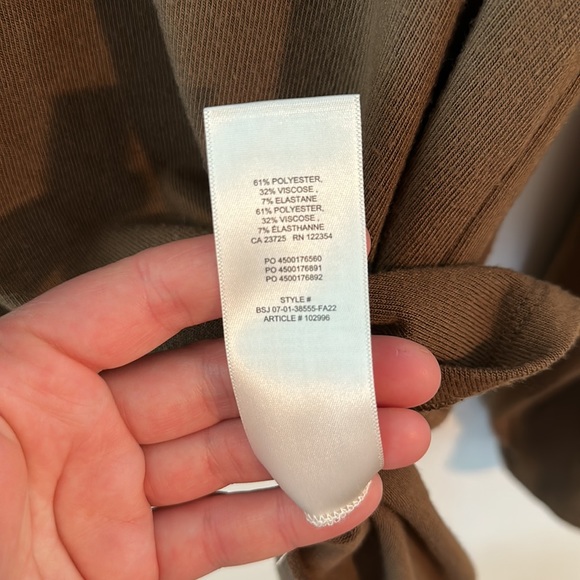 61% POLYESTER,
32% VISCOSE ,
7% ELASTANE
61% POLYESTER,
32% VISCOSE ,
7% ÉLASTHANNE
CA 23725 RN 122354
PO 4500176560
PO 4500176891
PO 4500176892
STYLE #
BSJ 07-01-38555-FA22
ARTICLE # 102996